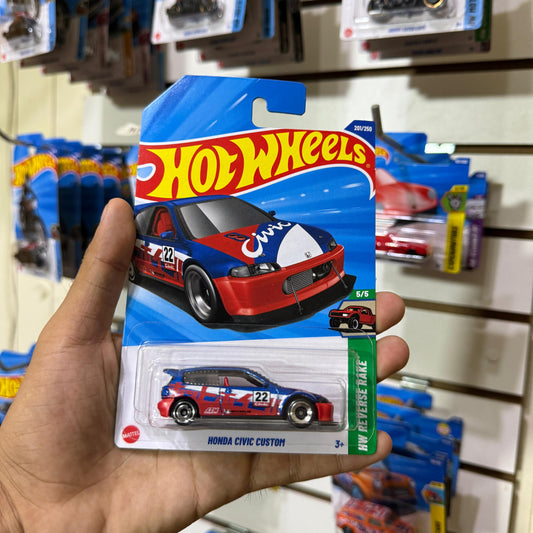 201/250
HOT WHEELS
Civic
22
5/5
22
HW REVERSE RAKE
MATTEL
HONDA CIVIC CUSTOM
3+